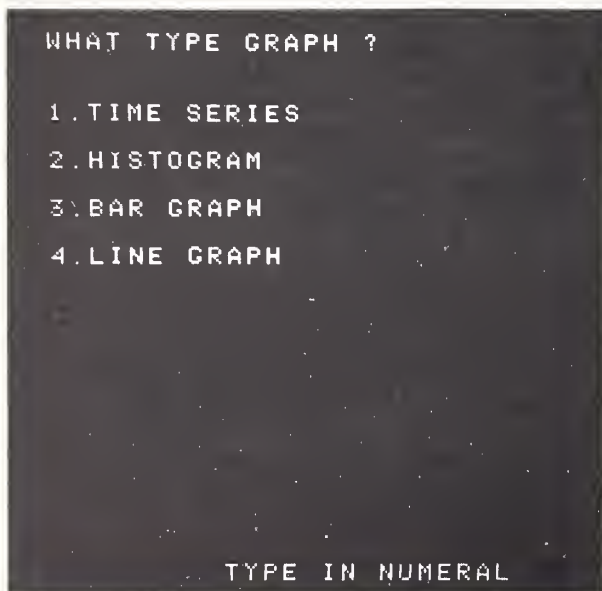 WHAT TYPE GRAPH ?
1.TIME SERIES
2.HISTOGRAM
3.BAR GRAPH
4.LINE GRAPH
TYPE IN NUMERAL